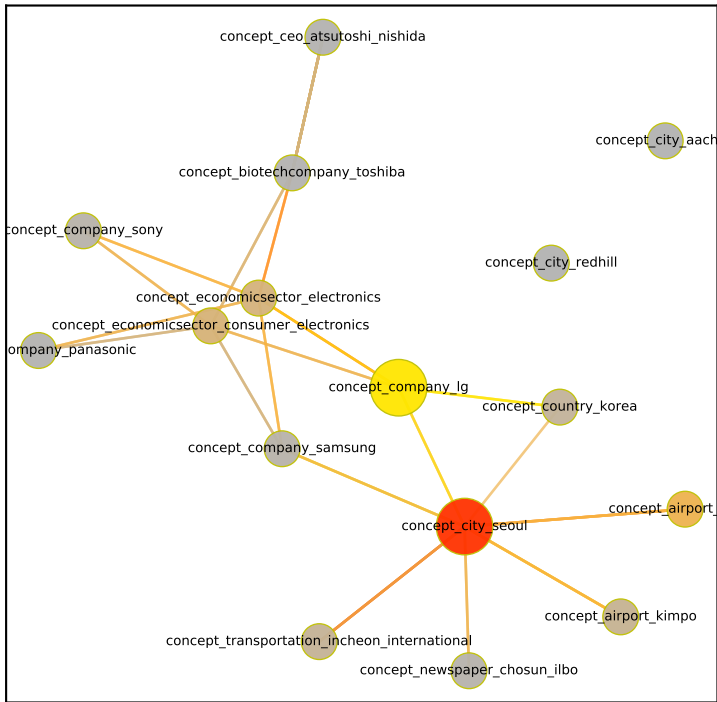 concept_ceo_atsutoshi_nishida
concept_city_aach
concept_biotechcompany_toshiba
concept_company_sony
concept_city_redhill
concept_economicsector_electronics
concept_economicsector_consumer_electronics
ompany_panasonic
concept_company_lg
concept_country_korea
concept_company_samsung
concept_airport_
concept_city_seoul
concept_airport_kimpo
concept_transportation_incheon_international
concept_newspaper_chosun_ilbo